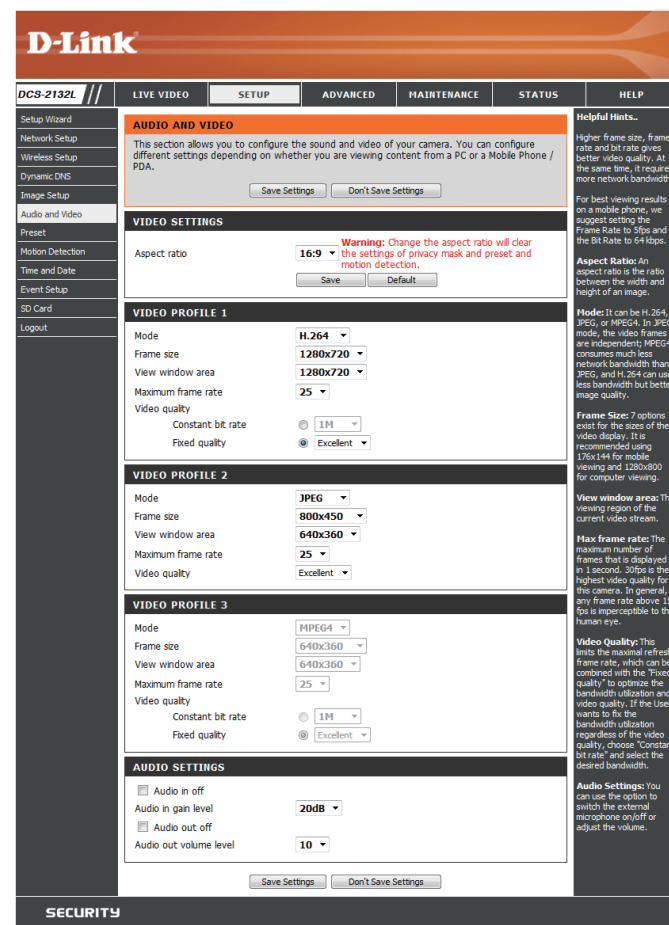 D-Link
DCS-2132L
LIVE VIDEO
SETUP
ADVANCED
MAINTENANCE
STATUS
HELP
Setup Wizard
Network Setup
Wireless Setup
Dynamic DNS
Image Setup
Audio and Video
Preset
Motion Detection
Time and Date
Event Setup
SD Card
Logout
AUDIO AND VIDEO
This section allows you to configure the sound and video of your camera. You can configure
different settings depending on whether you are viewing content from a PC or a Mobile Phone /
PDA.
Save Settings Don't Save Settings
VIDEO SETTINGS
Aspect ratio 16:9 Warning: Change the aspect ratio will clear
the settings of privacy mask and preset and
motion detection.
Save Default
VIDEO PROFILE 1
Mode H.264
Frame size 1280x720
View window area 1280x720
Maximum frame rate 25
Video quality
Constant bit rate 1M
Fixed quality Excellent
VIDEO PROFILE 2
Mode JPEG
Frame size 800x450
View window area 640x360
Maximum frame rate 25
Video quality Excellent
VIDEO PROFILE 3
Mode MPEG4
Frame size 640x360
View window area 640x360
Maximum frame rate 25
Video quality
Constant bit rate 1M
Fixed quality Excellent
AUDIO SETTINGS
Audio in off
Audio in gain level 20dB
Audio out off
Audio out volume level 10
Save Settings Don't Save Settings
Helpful Hints..
Higher frame size, frame
rate and bit rate gives
better video quality. At
the same time, it require
more network bandwidth
For best viewing results
on a mobile phone, we
suggest setting the
Frame Rate to 5fps and
the Bit Rate to 64 kbps.
Aspect Ratio: An
aspect ratio is the ratio
between the width and
height of an image.
Mode: It can be H.264,
JPEG, or MPEG4. In JPEG
mode, the video frames
are independent; MPEG4
consumes much less
network bandwidth than
JPEG, and H.264 can use
less bandwidth but bette
image quality.
Frame Size: 7 options
exist for the sizes of the
video display. It is
recommended using
176x144 for mobile
viewing and 1280x800
for computer viewing.
View window area: Th
viewing region of the
current video stream.
Max frame rate: The
maximum number of
frames that is displayed
in 1 second. 30fps is the
highest video quality for
this camera. In general,
any frame rate above 15
fps is imperceptible to th
human eye.
Video Quality: This
limits the maximal refresh
frame rate, which can be
combined with the "Fixed
quality" to optimize the
bandwidth utilization and
video quality. If the User
wants to fix the
bandwidth utilization
regardless of the video
quality, choose "Constan
bit rate" and select the
desired bandwidth.
Audio Settings: You
can use the option to
switch the external
microphone on/off or
adjust the volume.
SECURITY